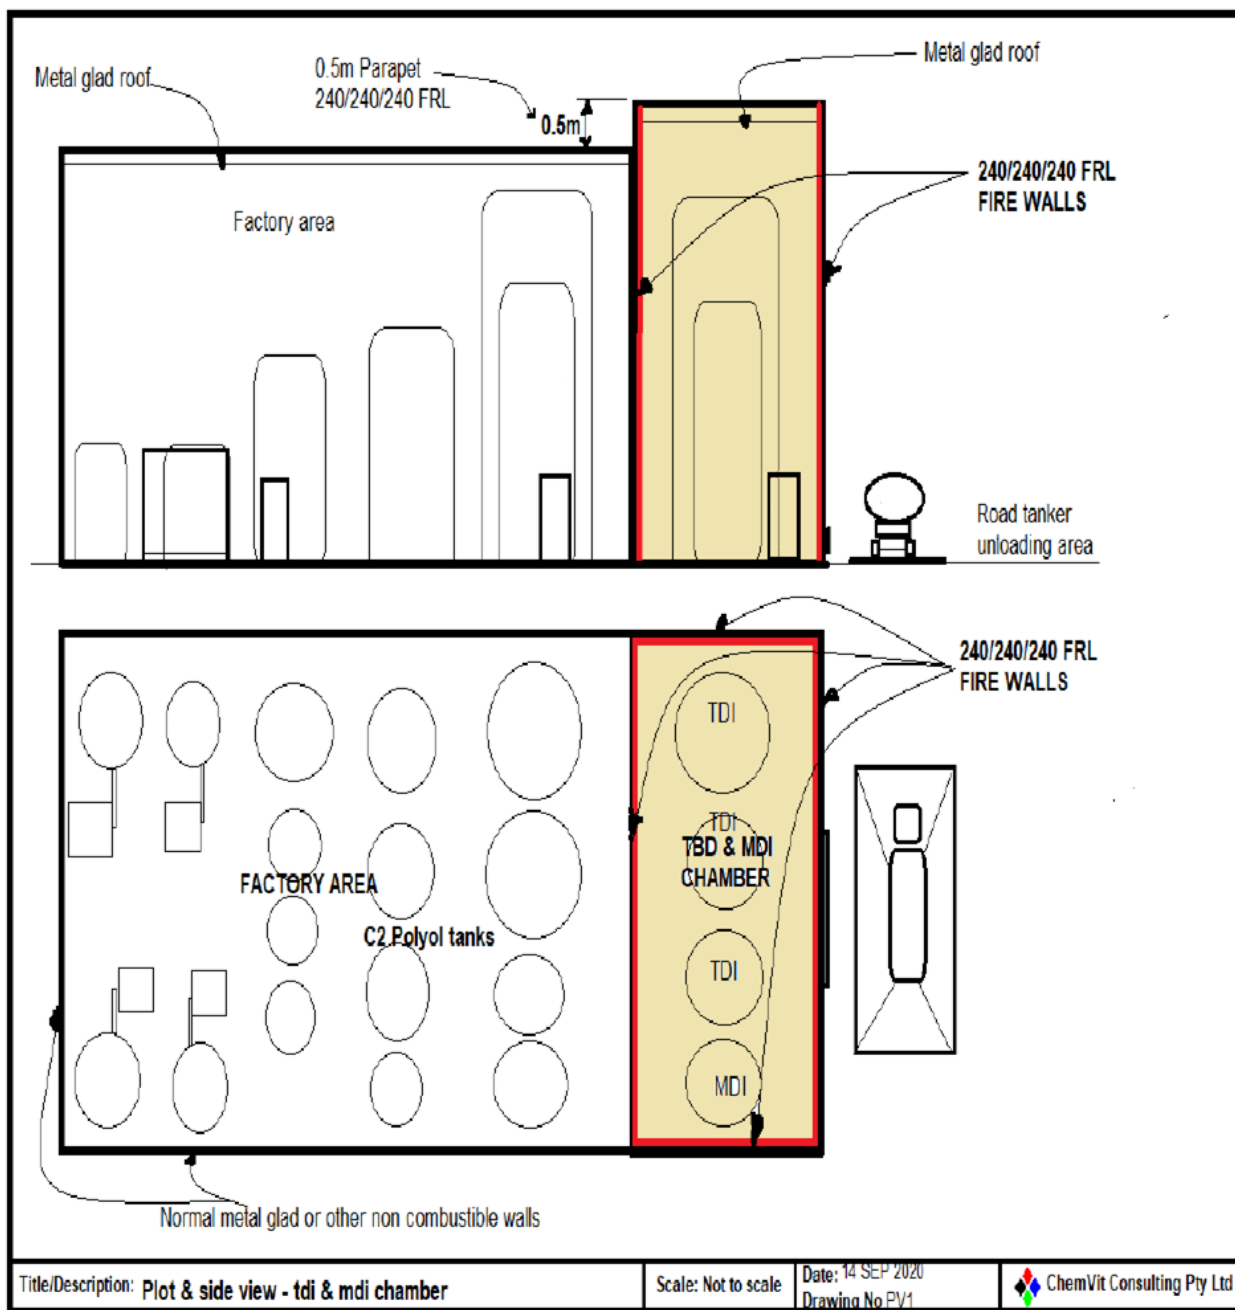 Metal glad roof
0.5m Parapet
240/240/240 FRL
Metal glad roof
0.5m
240/240/240 FRL
FIRE WALLS
Factory area
Road tanker
unloading area
240/240/240 FRL
FIRE WALLS
TDI
TDI
TBD & MDI
CHAMBER
FACTORY AREA
C2 Polyol tanks
TDI
MDI
Normal metal glad or other non combustible walls
Title/Description: Plot & side view - tdi & mdi chamber
Scale: Not to scale
Date: 14 SEP 2020
Drawing No PV1
ChemVit Consulting Pty Ltd